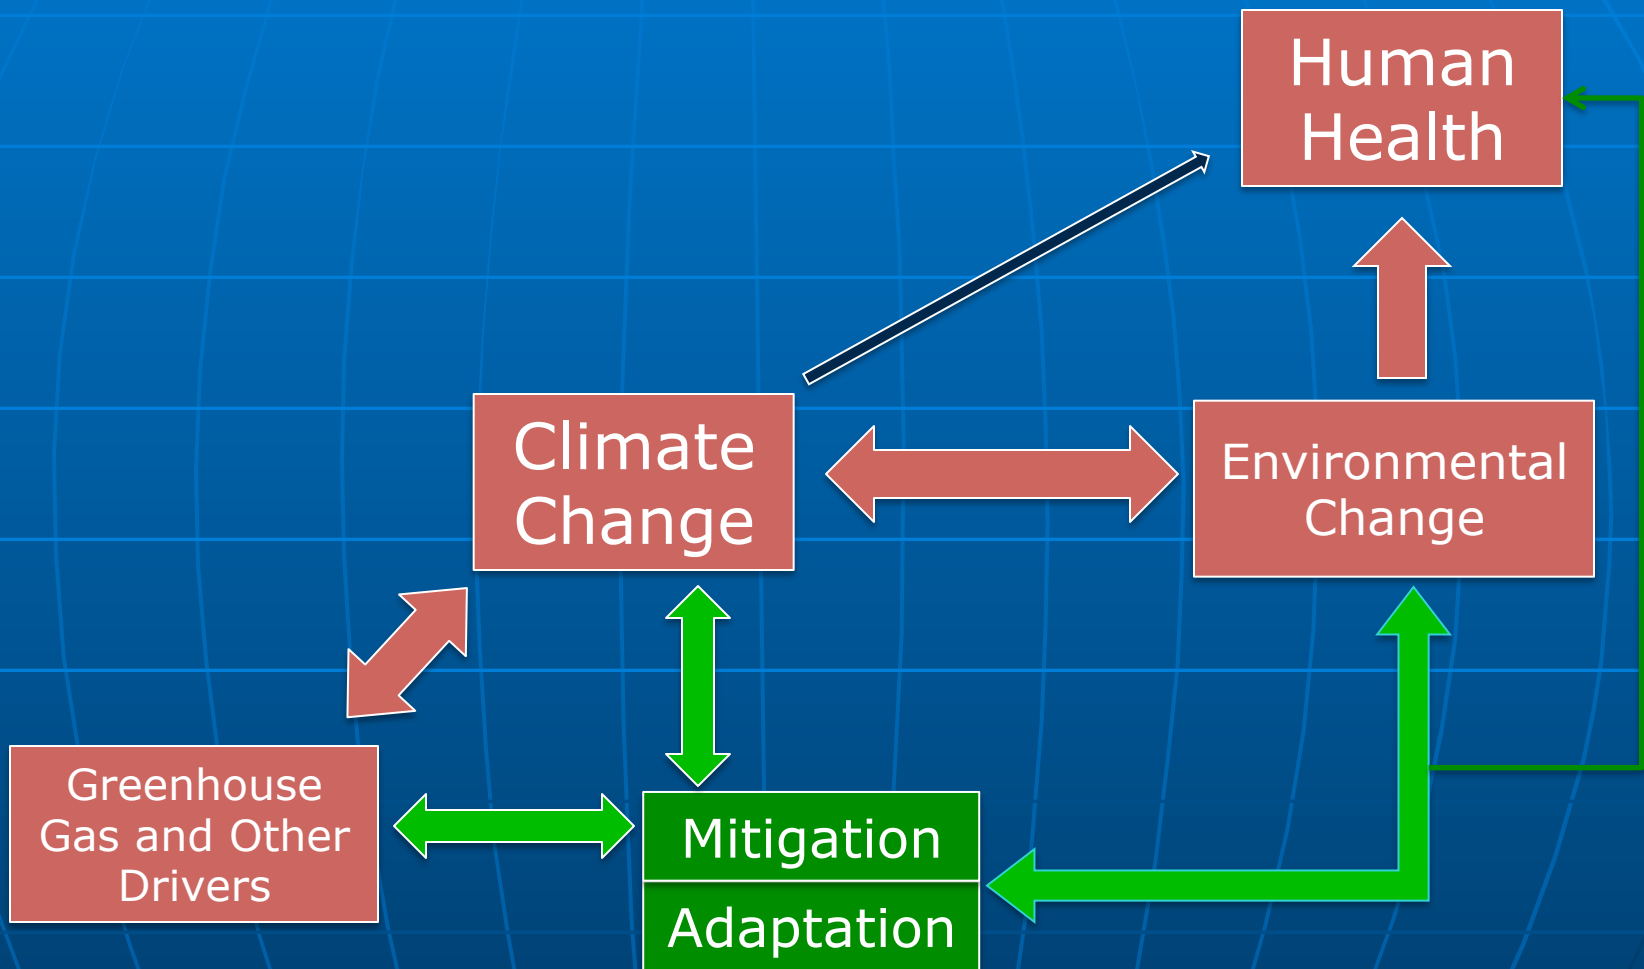 Human
Health
Climate
Change
Environmental
Change
Greenhouse
Gas and Other
Drivers
Mitigation
Adaptation